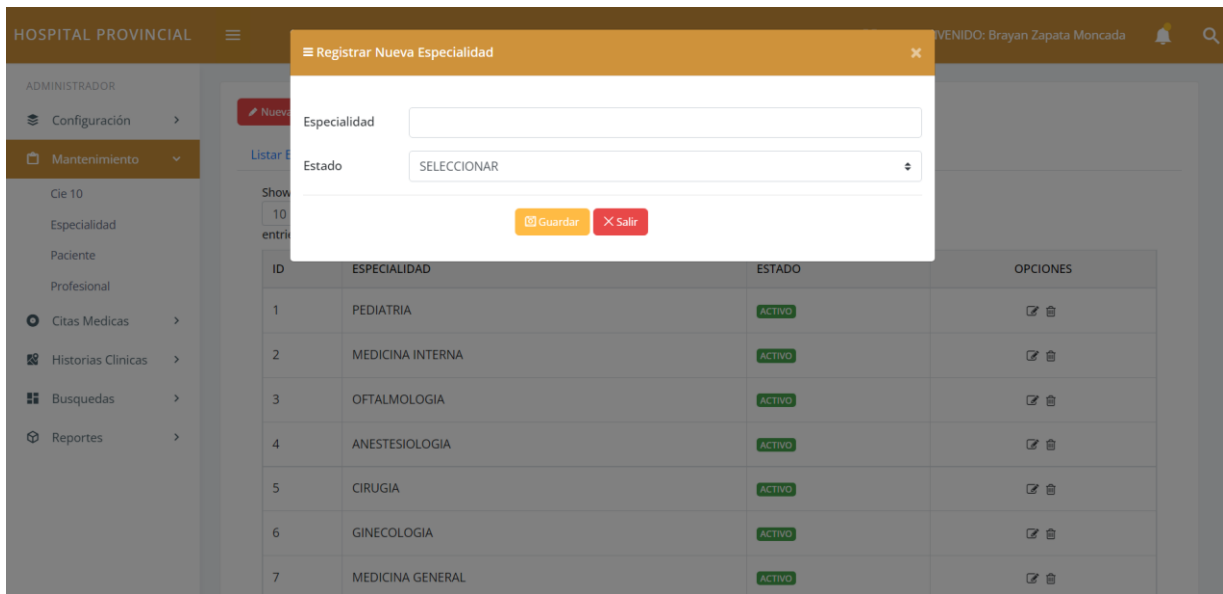 HOSPITAL PROVINCIAL
VENIDO: Brayan Zapata Moncada
Registrar Nueva Especialidad
ADMINISTRADOR
Configuración
Mantenimiento
Cie 10
Especialidad
Paciente
Profesional
Citas Medicas
Historias Clinicas
Busquedas
Reportes
Nueva
Especialidad
Estado SELECCIONAR
Guardar Salir
Listar E
Show
10
entrie
ID ESPECIALIDAD ESTADO OPCIONES
1 PEDIATRIA ACTIVO
2 MEDICINA INTERNA ACTIVO
3 OFTALMOLOGIA ACTIVO
4 ANESTESIOLOGIA ACTIVO
5 CIRUGIA ACTIVO
6 GINECOLOGIA ACTIVO
7 MEDICINA GENERAL ACTIVO